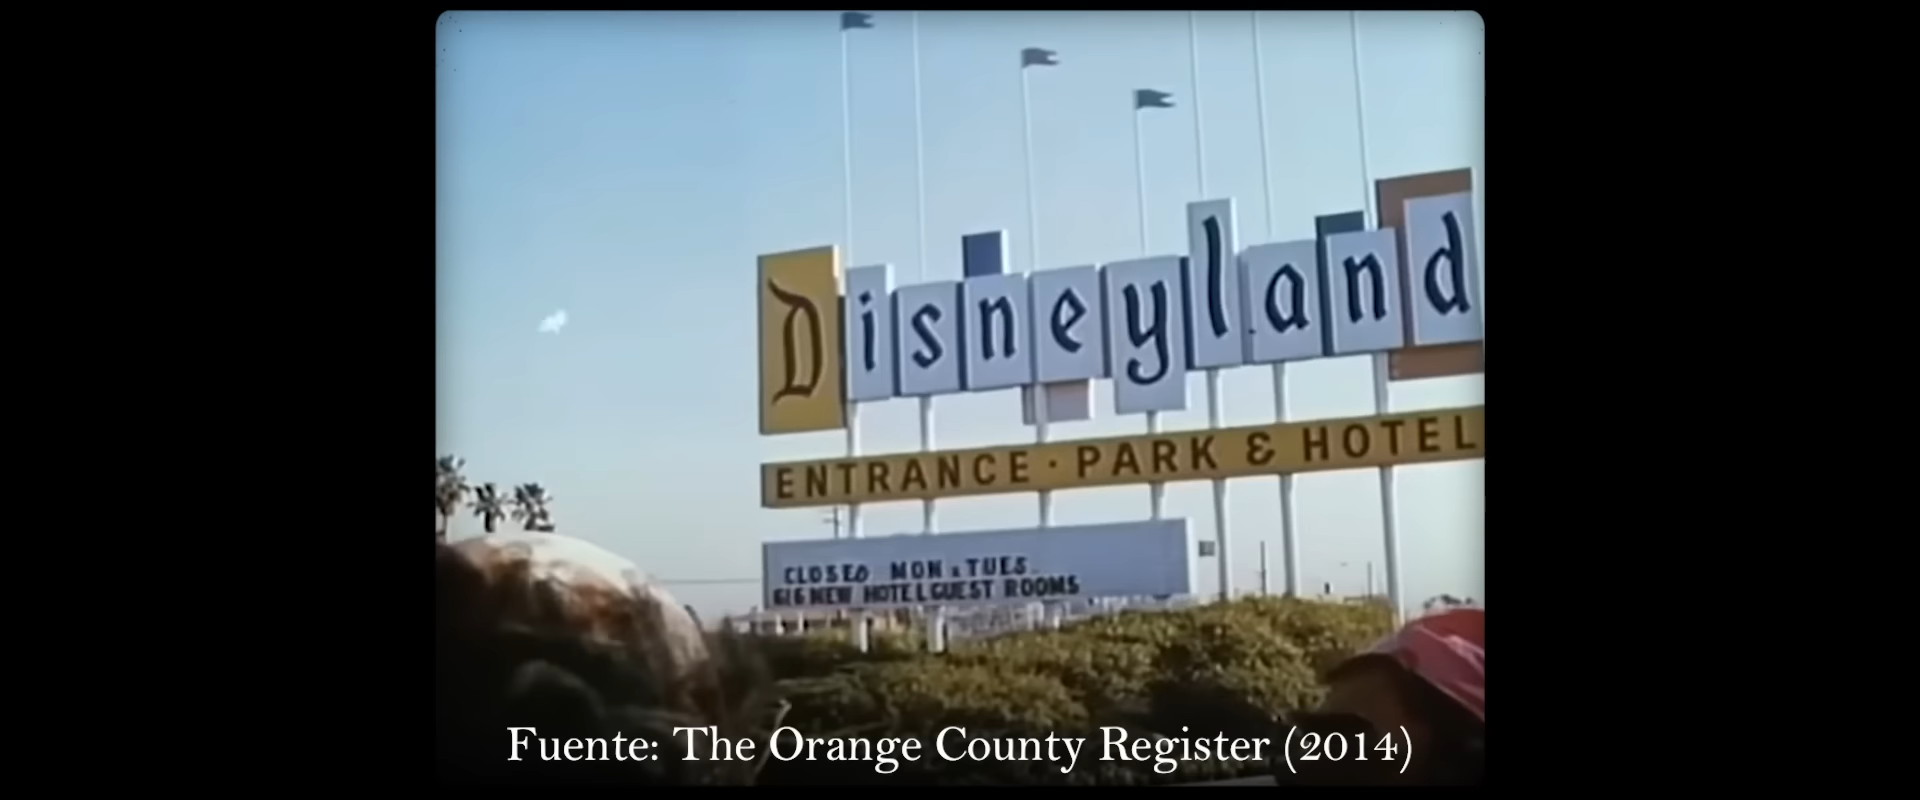 Disneyland
ENTRANCE · PARK & HOTEL
CLOSED MON & TUES
616 NEW HOTEL GUEST ROOMS
Fuente: The Orange County Register (2014)